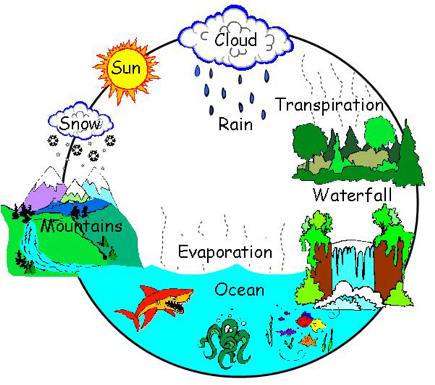 Cloud
Sun
Transpiration
Snow
Rain
Waterfall
Mountains
Evaporation
Ocean